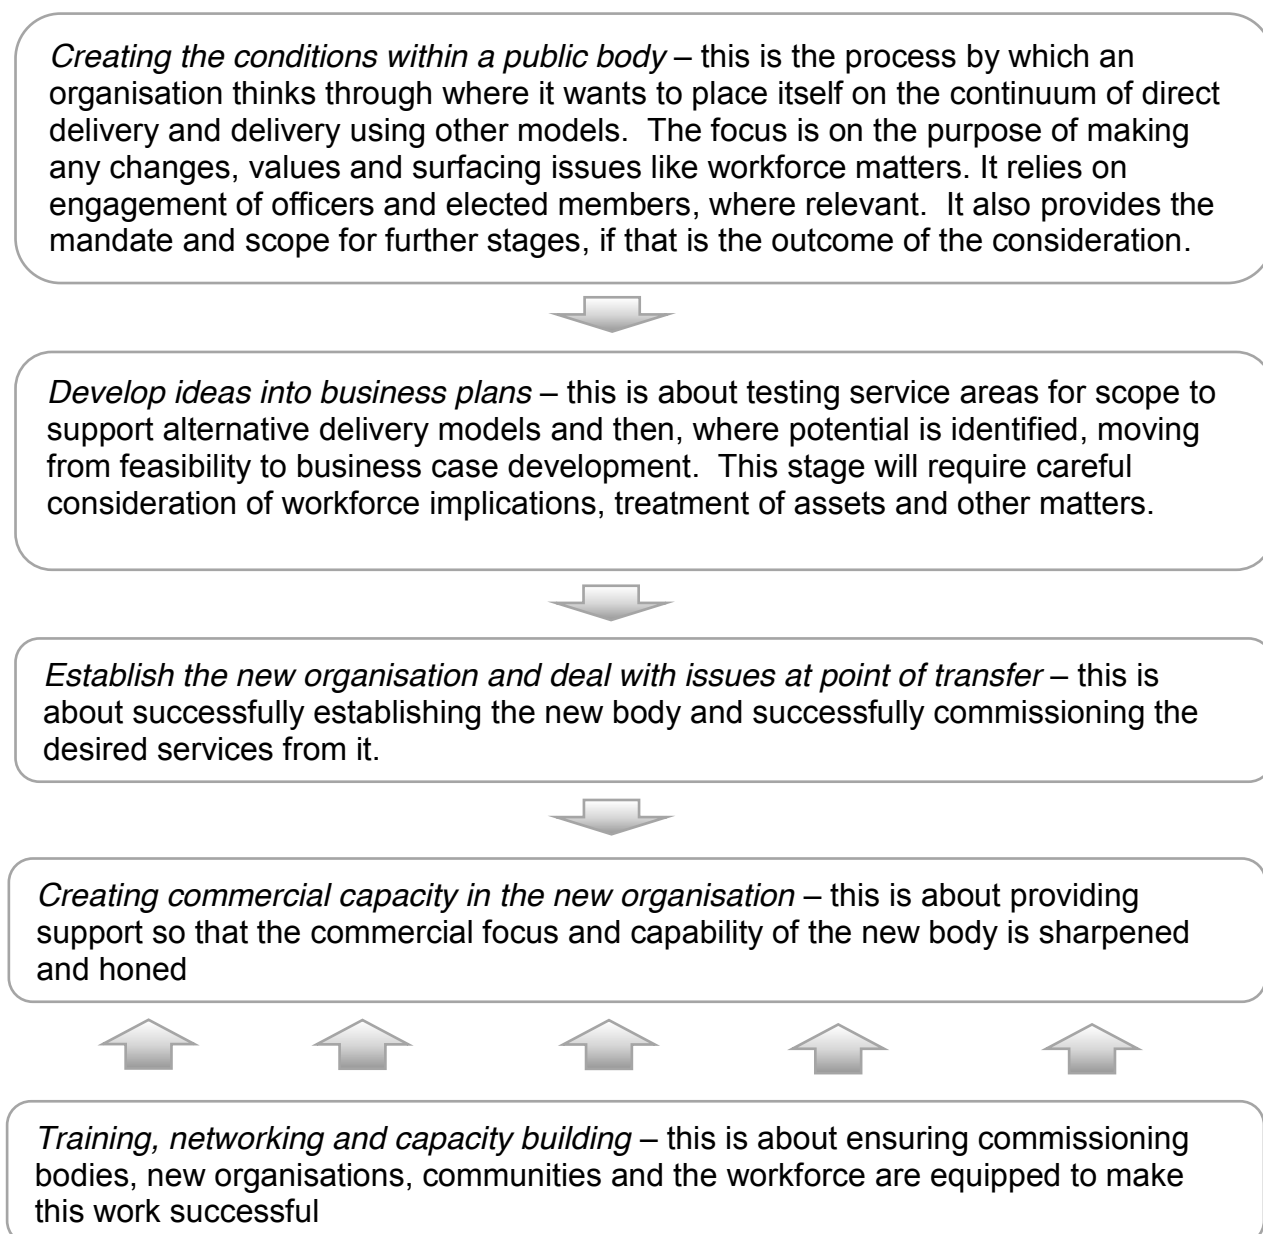 Creating the conditions within a public body – this is the process by which an
organisation thinks through where it wants to place itself on the continuum of direct
delivery and delivery using other models.  The focus is on the purpose of making
any changes, values and surfacing issues like workforce matters. It relies on
engagement of officers and elected members, where relevant.  It also provides the
mandate and scope for further stages, if that is the outcome of the consideration.
Develop ideas into business plans – this is about testing service areas for scope to
support alternative delivery models and then, where potential is identified, moving
from feasibility to business case development.  This stage will require careful
consideration of workforce implications, treatment of assets and other matters.
Establish the new organisation and deal with issues at point of transfer – this is
about successfully establishing the new body and successfully commissioning the
desired services from it.
Creating commercial capacity in the new organisation – this is about providing
support so that the commercial focus and capability of the new body is sharpened
and honed
Training, networking and capacity building – this is about ensuring commissioning
bodies, new organisations, communities and the workforce are equipped to make
this work successful